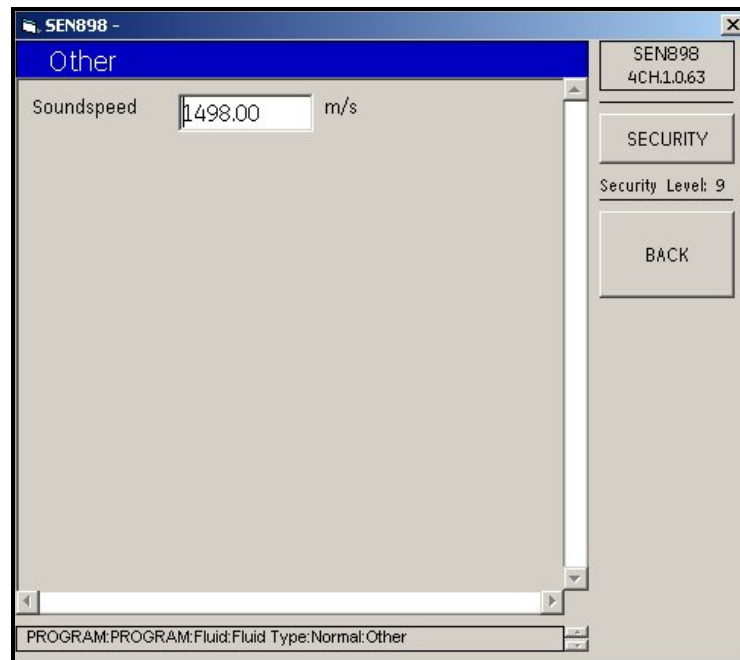 SEN898 -
Other
SEN898
4CH.1.0.63
Soundspeed 1498.00 m/s
SECURITY
Security Level: 9
BACK
PROGRAM:PROGRAM:Fluid:Fluid Type:Normal:Other